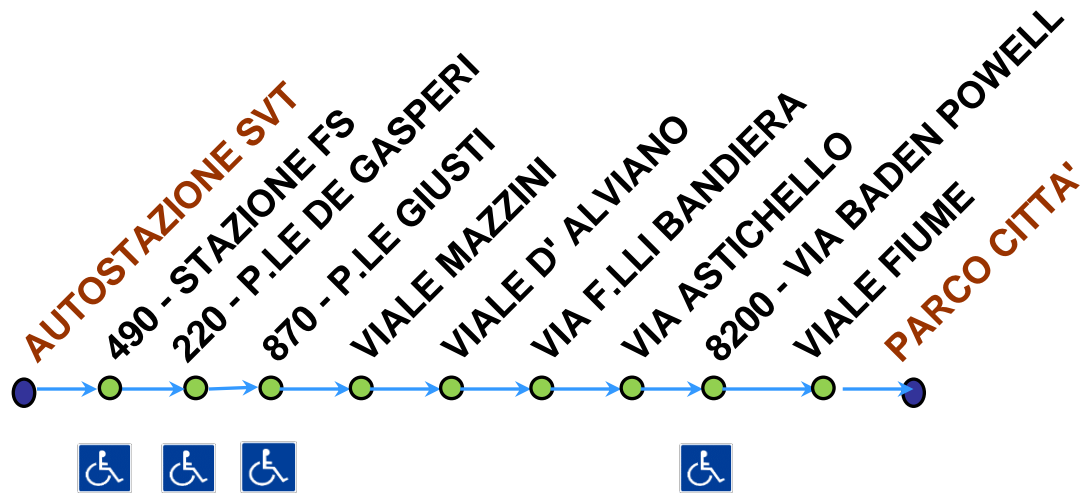 AUTOSTAZIONE SVT
490 - STAZIONE FS
220 - P.LE DE GASPERI
870 - P.LE GIUSTI
VIALE MAZZINI
VIALE D' ALVIANO
VIA F.LLI BANDIERA
VIA ASTICHELLO
8200 - VIA BADEN POWELL
VIALE FIUME
PARCO CITTA'